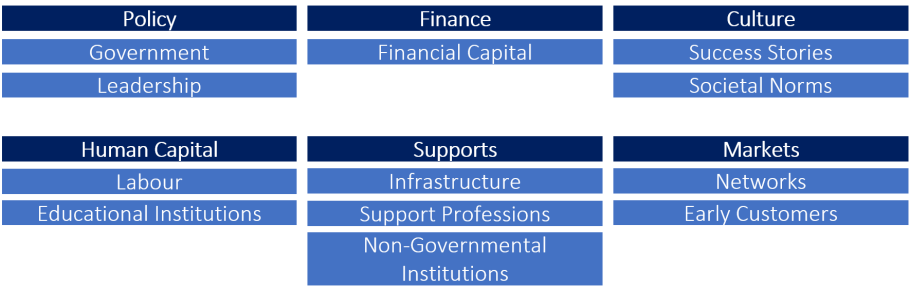 Policy
Government
Leadership
Finance
Financial Capital
Culture
Success Stories
Societal Norms
Human Capital
Labour
Educational Institutions
Supports
Infrastructure
Support Professions
Non-Governmental
Institutions
Markets
Networks
Early Customers